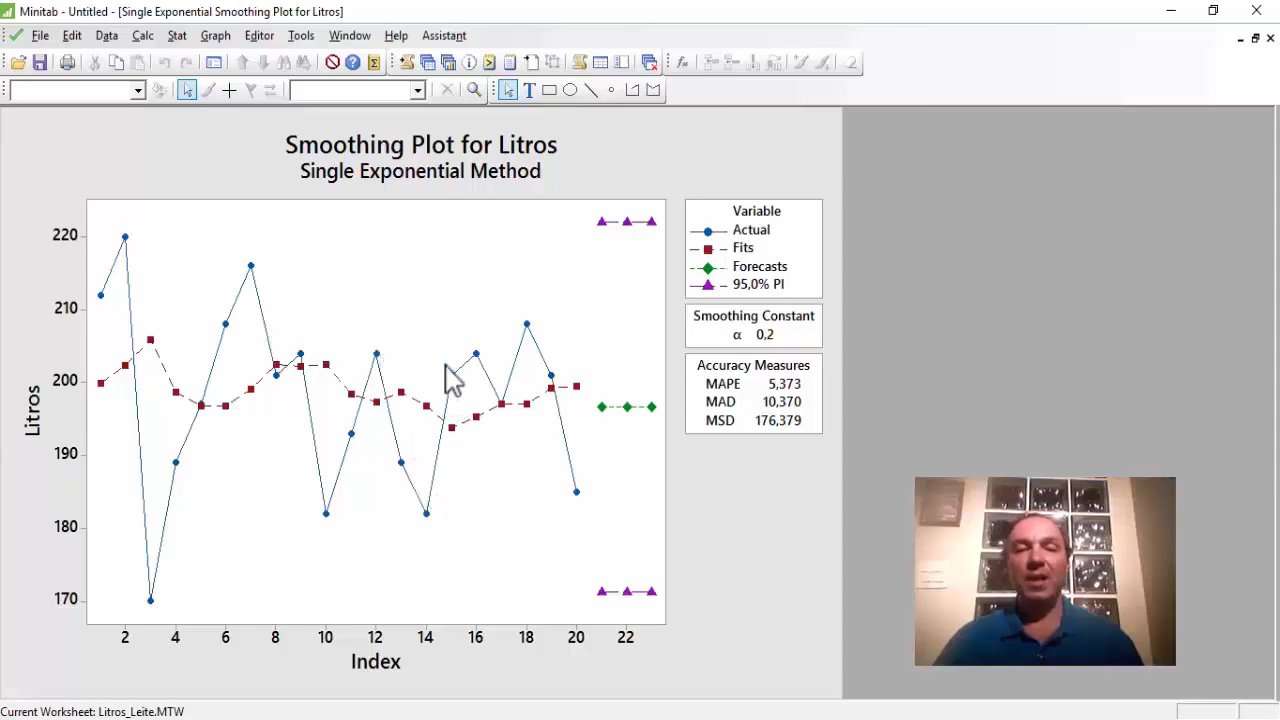 Minitab - Untitled - [Single Exponential Smoothing Plot for Litros]
File Edit Data Calc Stat Graph Editor Tools Window Help Assistant
Smoothing Plot for Litros
Single Exponential Method
Variable
Actual
Fits
Forecasts
95,0% PI
Smoothing Constant
α 0,2
Accuracy Measures
MAPE 5,373
MAD 10,370
MSD 176,379
220
210
200
190
180
170
Litros
2 4 6 8 10 12 14 16 18 20 22
Index
Current Worksheet: Litros_Leite.MTW